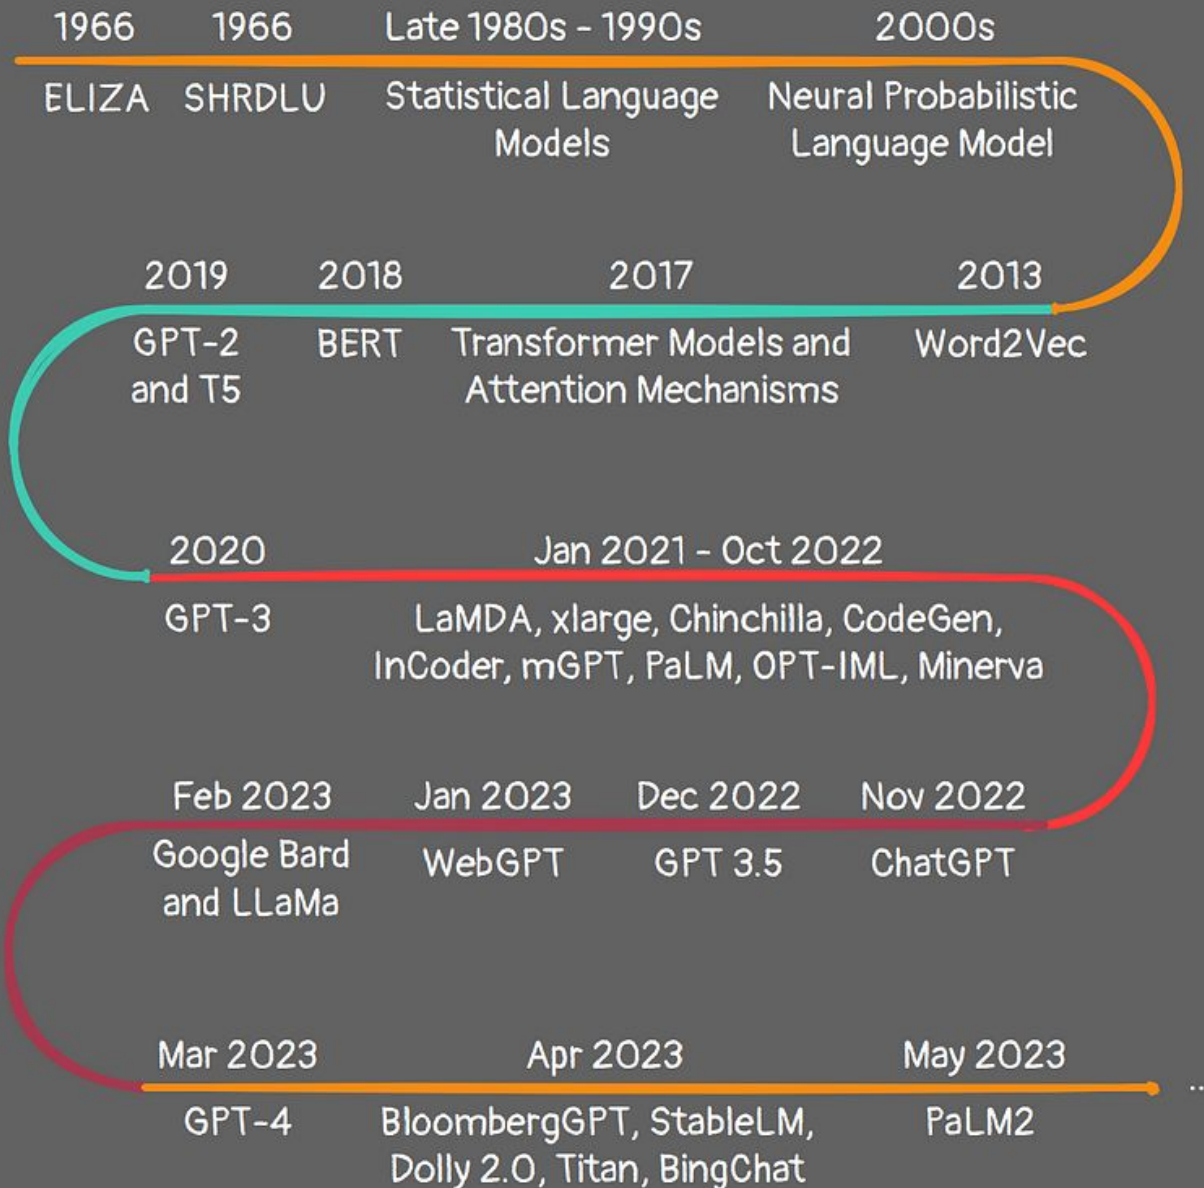 1966 1966 Late 1980s - 1990s 2000s
ELIZA SHRDLU Statistical Language Neural Probabilistic
Models Language Model
2019 2018 2017 2013
GPT-2 BERT Transformer Models and Word2Vec
and T5 Attention Mechanisms
2020 Jan 2021 - Oct 2022
GPT-3 LaMDA, xlarge, Chinchilla, CodeGen,
InCoder, mGPT, PaLM, OPT-IML, Minerva
Feb 2023 Jan 2023 Dec 2022 Nov 2022
Google Bard WebGPT GPT 3.5 ChatGPT
and LLaMa
Mar 2023 Apr 2023 May 2023
..
GPT-4 BloombergGPT, StableLM, PaLM2
Dolly 2.0, Titan, BingChat